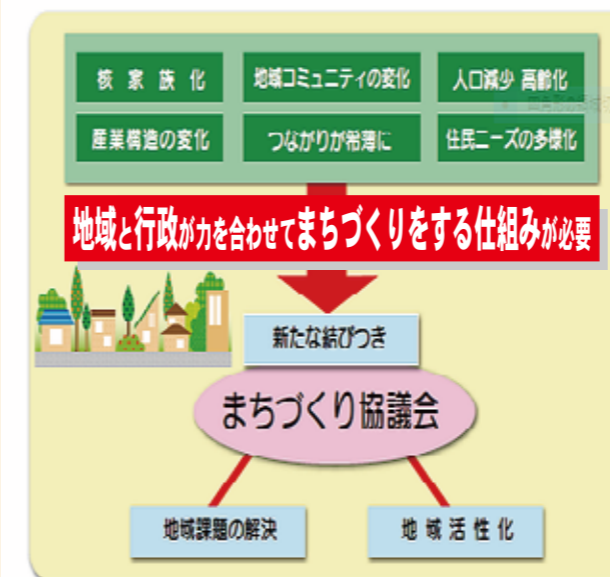 核家族化
地域コミュニティの変化
人口減少 高齢化
産業構造の変化
つながりが希薄に
住民ニーズの多様化
地域と行政が力を合わせてまちづくりをする仕組みが必要
新たな結びつき
まちづくり協議会
地域課題の解決
地域活性化